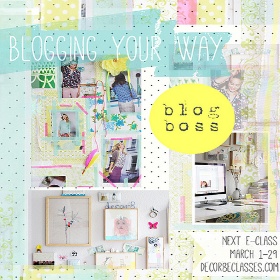 BLOGGING YOUR WAY
blog
boss
NEXT E-CLASS
MARCH 1-29
DECOR8ECLASSES.COM